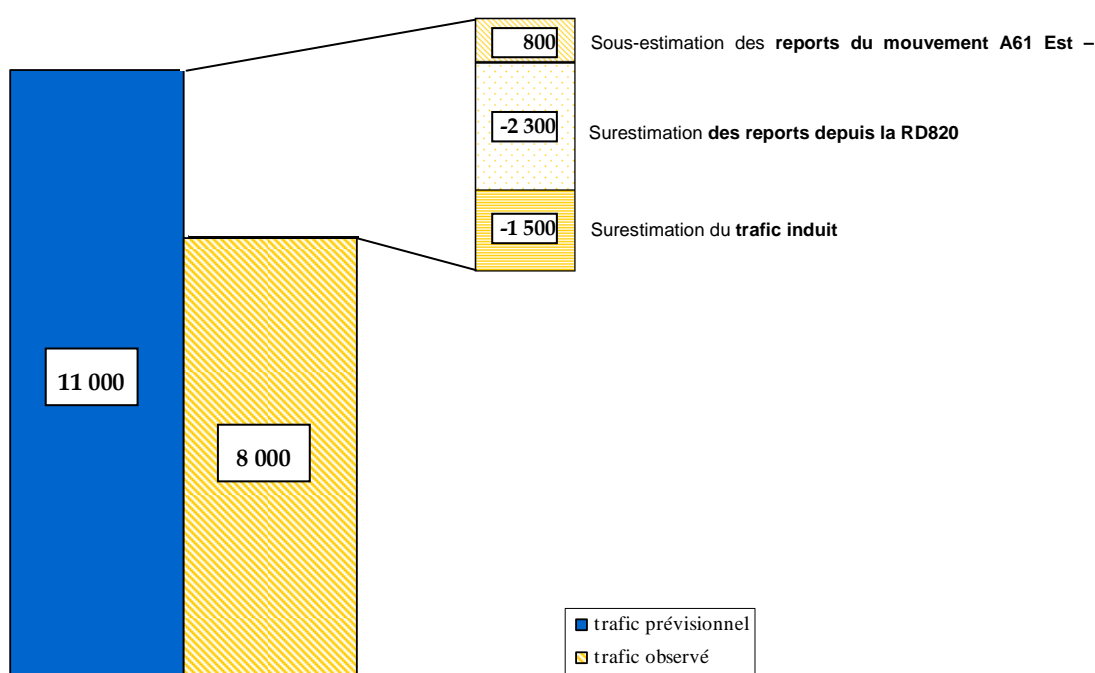 800
Sous-estimation des reports du mouvement A61 Est –
-2 300
Surestimation des reports depuis la RD820
-1 500
Surestimation du trafic induit
11 000
8 000
trafic prévisionnel
trafic observé